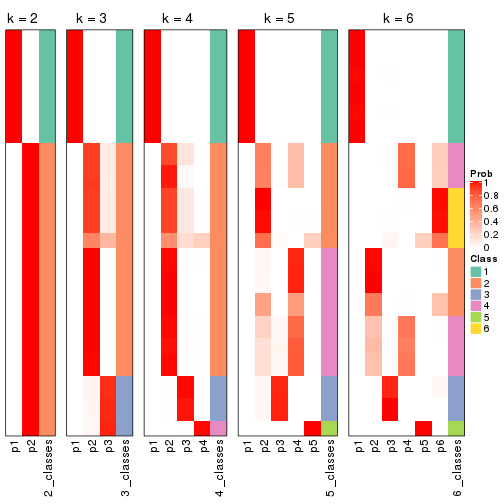 k = 2
k = 3
k = 4
k = 5
k = 6
Prob
1
0.8
0.6
0.4
0.2
0
Class
1
2
3
4
5
6
p1
p2
2_classes
p1
p2
p3
3_classes
p1
p2
p3
p4
4_classes
p1
p2
p3
p4
p5
5_classes
p1
p2
p3
p4
p5
p6
6_classes